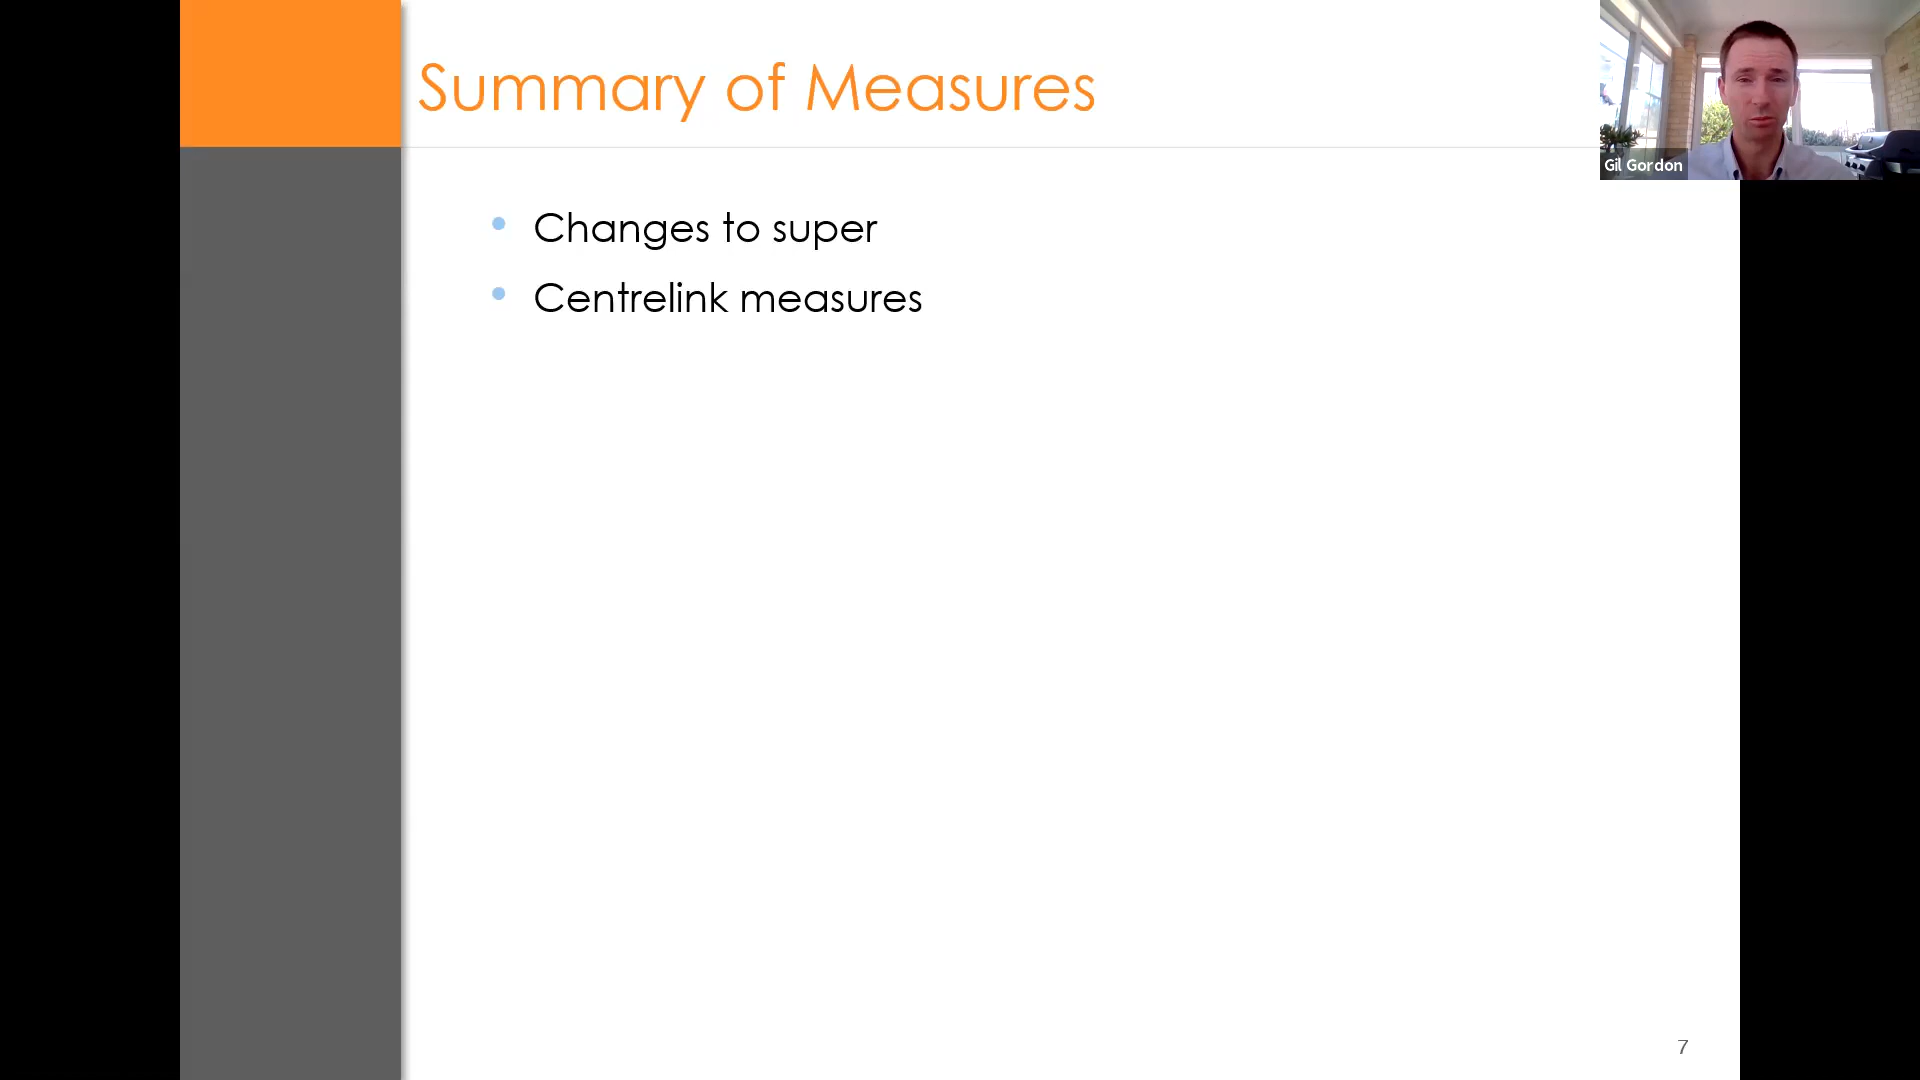 Summary of Measures
Gil Gordon
Changes to super
Centrelink measures
7